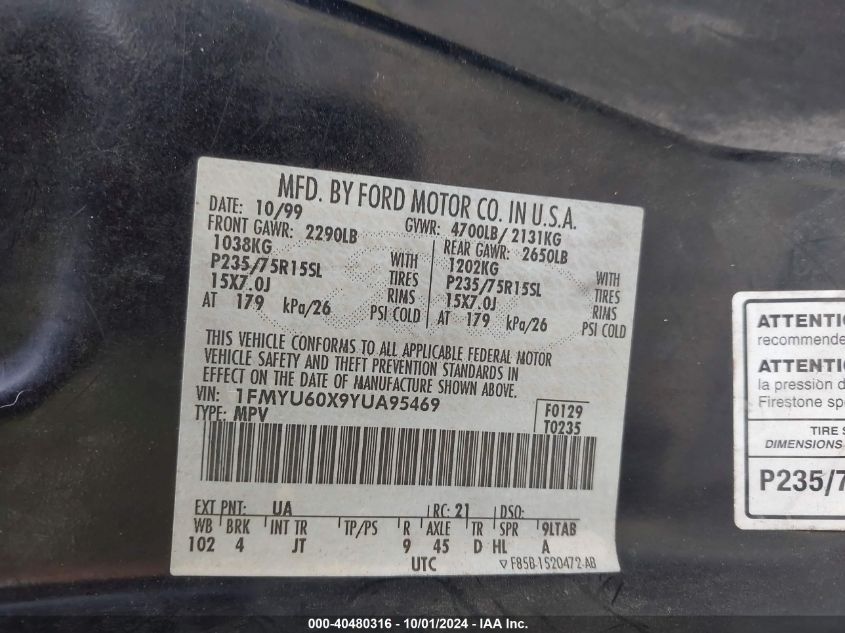 MFD. BY FORD MOTOR CO. IN U.S.A.
DATE: 10/99 GVWR: 4700LB/ 2131KG
FRONT GAWR: 2290LB REAR GAWR: 2650LB
1038KG WITH 1202KG WITH
P235/75R15SL TIRES P235/75R15SL TIRES
15X7.0J RIMS 15X7.0J RIMS
AT 179 kPa/26 PSI COLD AT 179 kPa/26 PSI COLD
THIS VEHICLE CONFORMS TO ALL APPLICABLE FEDERAL MOTOR
VEHICLE SAFETY AND THEFT PREVENTION STANDARDS IN
EFFECT ON THE DATE OF MANUFACTURE SHOWN ABOVE.
VIN: 1FMYU60X9YUA95469 F0129
TYPE: MPV T0235
EXT PNT: UA RC: 21 DSO:
WB BRK INT TR TP/PS R AXLE TR SPR 9LTAB
102 4 JT 9 45 D HL A
UTC F85B-1520472-AB
ATTENTIO
recommende
ATTENTIO
la pression d
Firestone sp
TIRE S
DIMENSIONS
P235/75
000-40480316 - 10/01/2024 - IAA Inc.